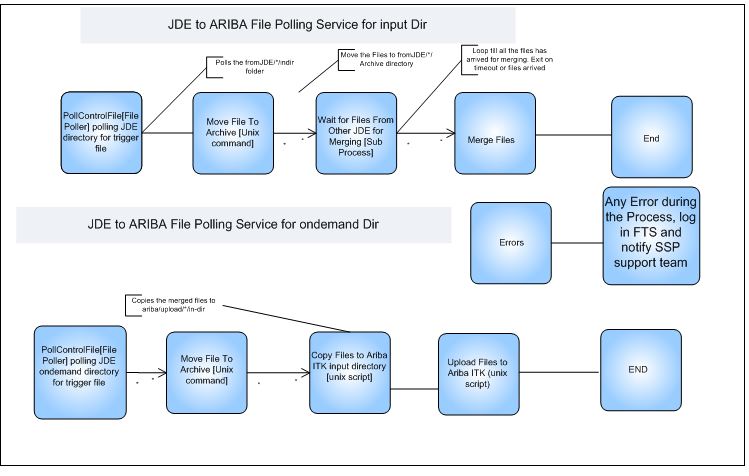 JDE to ARIBA File Polling Service for input Dir
Polls the fromJDE/*/indir
folder
Move the Files to fromJDE/*/
Archive directory
Loop till all the files has
arrived for merging. Exit on
timeout or files arrived
PollControlFile[File
Poller] polling JDE
directory for trigger
file
Move File To
Archive [Unix
command]
Wait for Files From
Other JDE for
Merging [Sub
Process]
Merge Files
End
JDE to ARIBA File Polling Service for ondemand Dir
Errors
Any Error during
the Process, log
in FTS and
notify SSP
support team
Copies the merged files to
ariba/upload/*/in-dir
PollControlFile[File
Poller] polling JDE
ondemand directory
for trigger file
Move File To
Archive [Unix
command]
Copy Files to Ariba
ITK input directory
[unix script]
Upload Files to
Ariba ITK (unix
script)
END